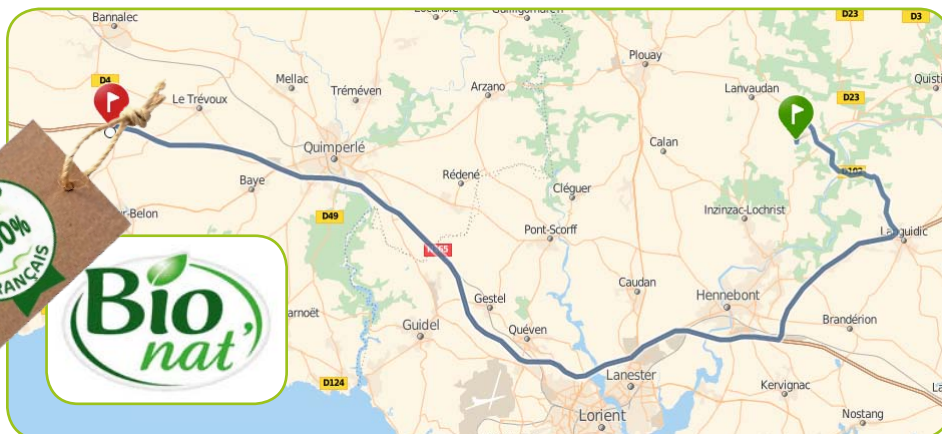 Bannalec
D23
D3
Plouay
D4
Mellac
Tréméven
Arzano
Lanvaudan
D23
Le Trévoux
Quimperlé
Calan
Baye
Rédené
Cléguer
D49
Inzinzac-Lochrist
Pont-Scorff
Caudan
Hennebont
Gestel
Guidel
Quéven
Brandérion
D124
Lanester
Kervignac
Lorient
Nostang
Bio
nat'